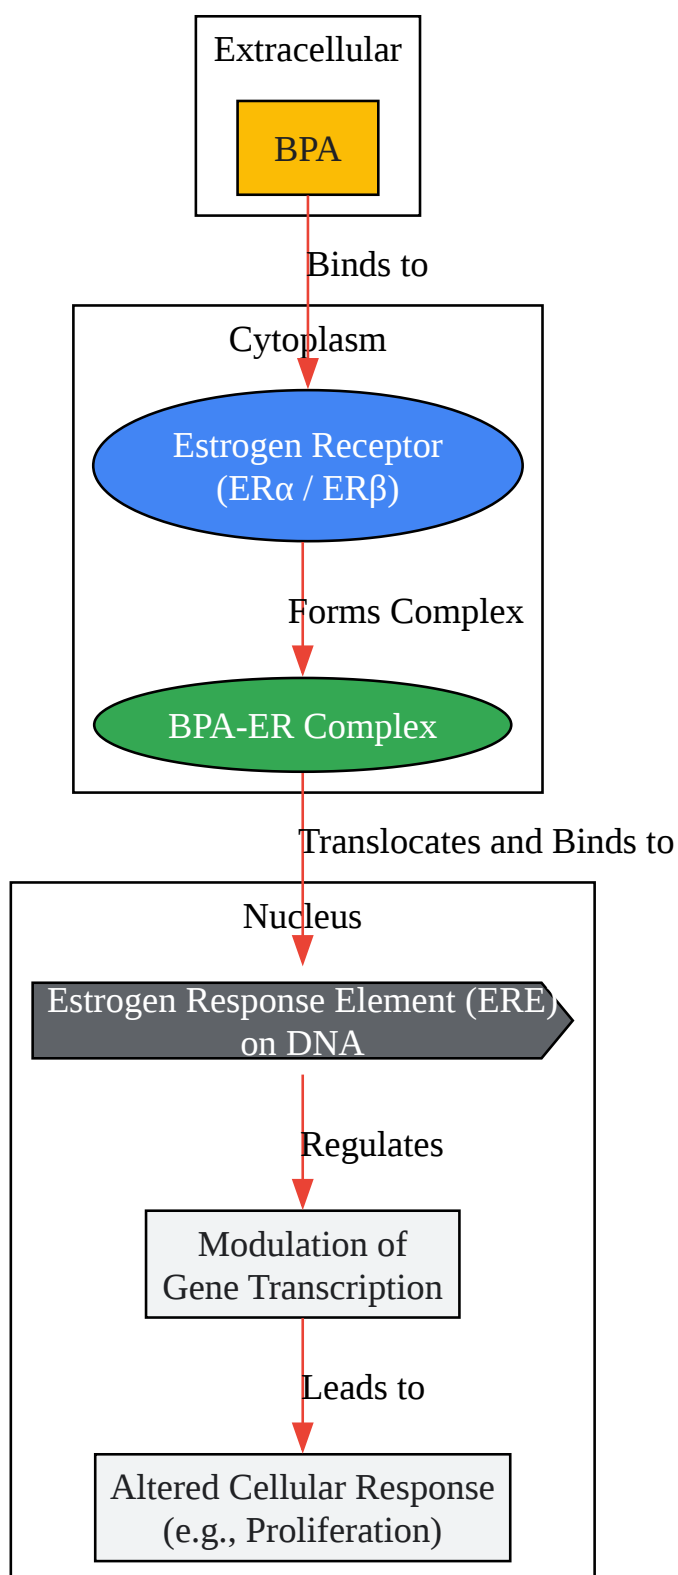 Extracellular
BPA
Binds to
Cytoplasm
Estrogen Receptor
(ERα / ERβ)
Forms Complex
BPA-ER Complex
Translocates and Binds to
Nucleus
Estrogen Response Element (ERE)
on DNA
Regulates
Modulation of
Gene Transcription
Leads to
Altered Cellular Response
(e.g., Proliferation)